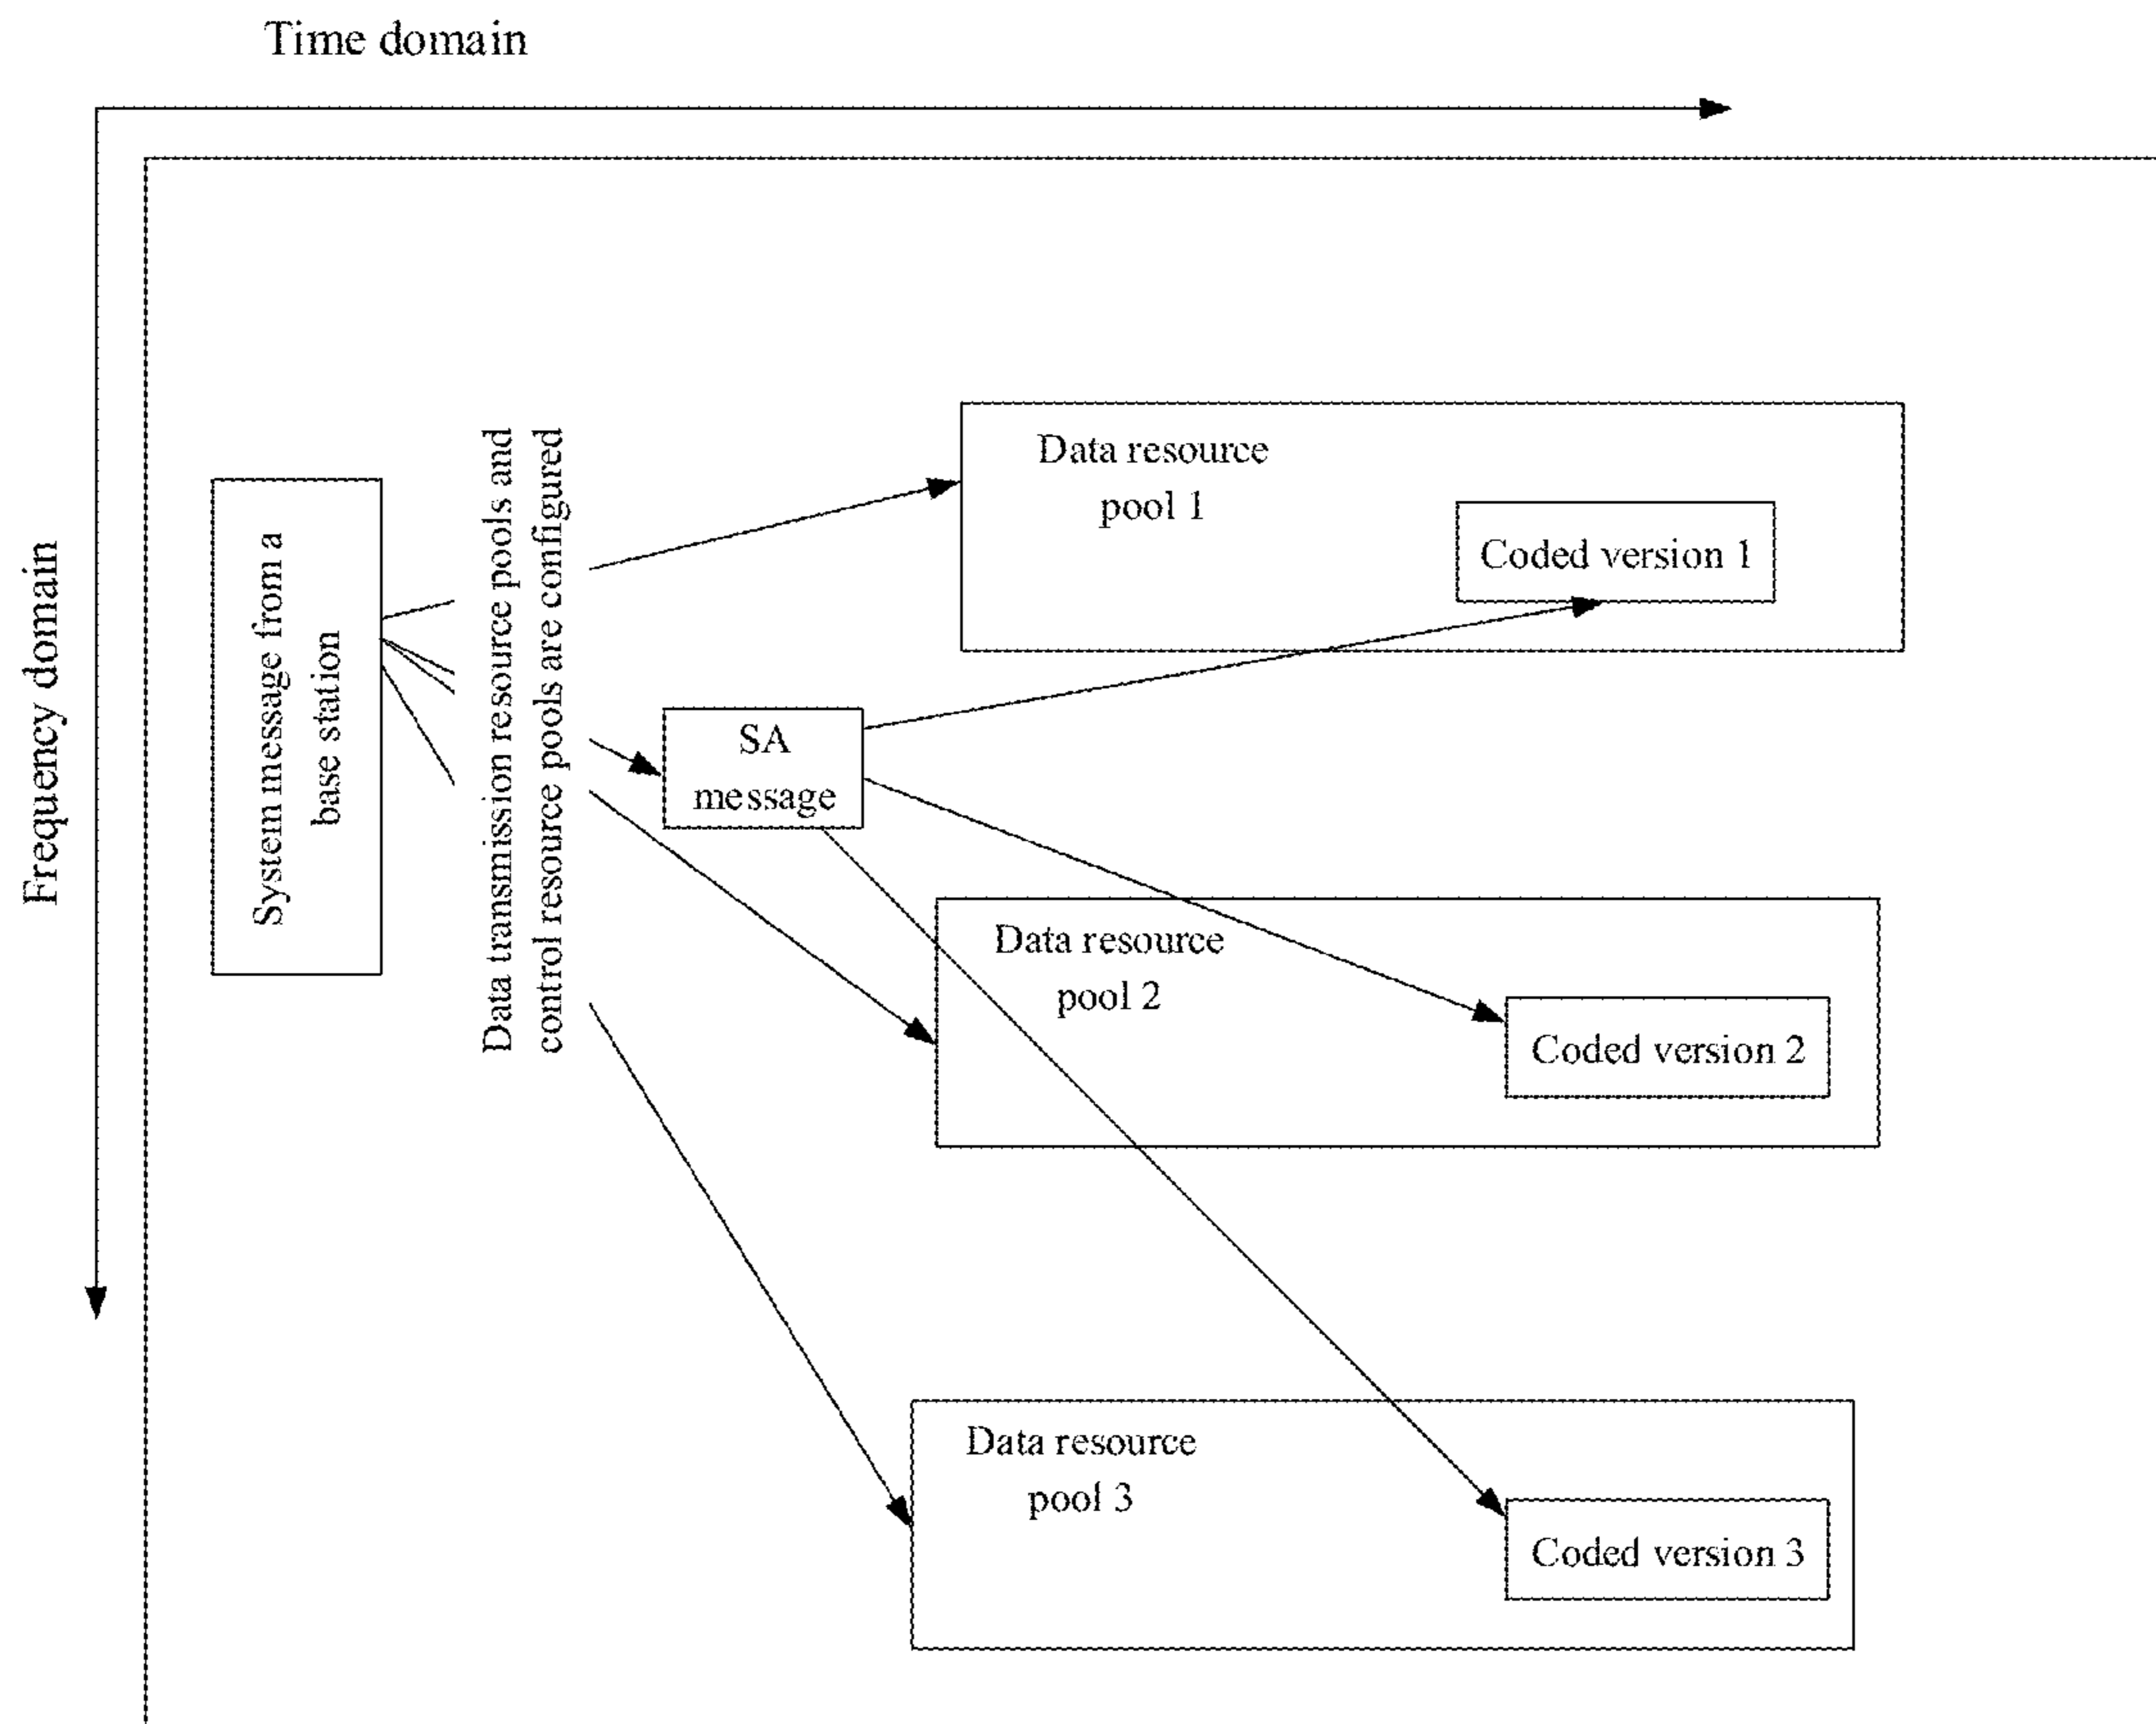 Time domain
Frequency domain
System message from a
base station
Data transmission resource pools and
control resource pools are configured
Data resource
pool 1
Coded version 1
SA
message
Data resource
pool 2
Coded version 2
Data resource
pool 3
Coded version 3